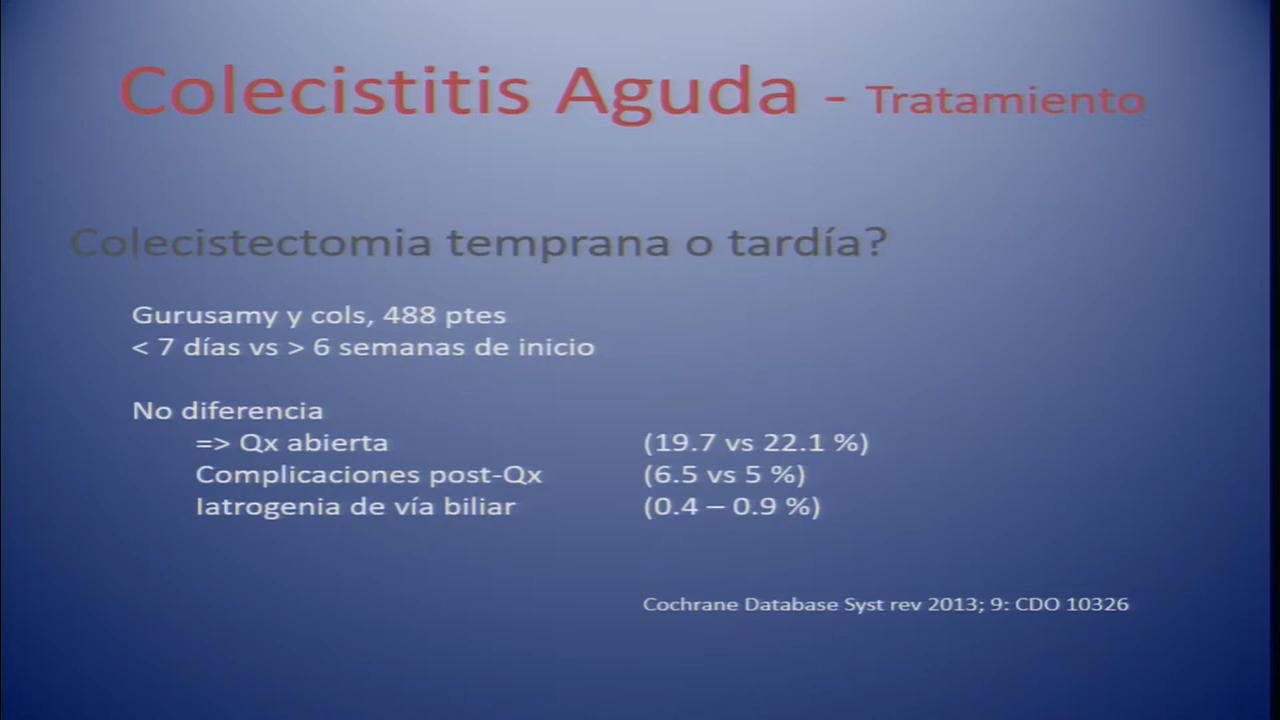 Colecistitis Aguda - Tratamiento
Colecistectomia temprana o tardía?
Gurusamy y cols, 488 ptes
< 7 días vs > 6 semanas de inicio
No diferencia
=> Qx abierta (19.7 vs 22.1 %)
Complicaciones post-Qx (6.5 vs 5 %)
Iatrogenia de vía biliar (0.4 – 0.9 %)
Cochrane Database Syst rev 2013; 9: CDO 10326